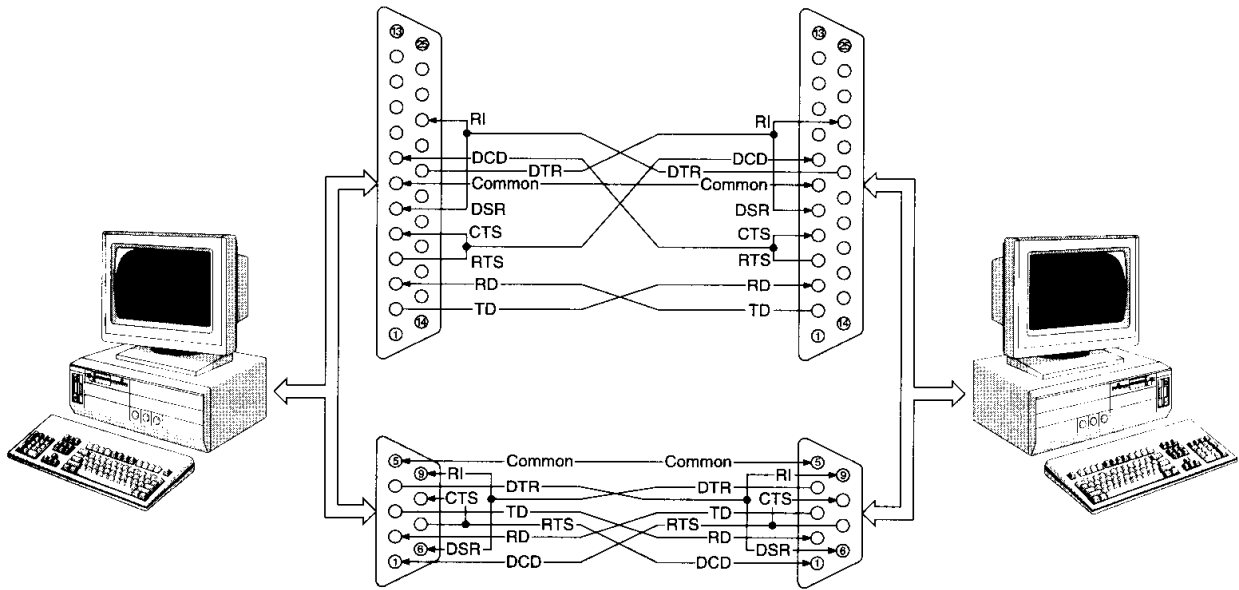 13 25 13 25
RI RI
DCD DCD
DTR DTR
Common Common
DSR DSR
CTS CTS
RTS RTS
RD RD
TD TD
14 14
1 1
5 Common Common 5
9 RI RI 9
DTR DTR
CTS CTS
TD TD
RTS RTS
RD RD
6 DSR DSR 6
1 DCD DCD 1